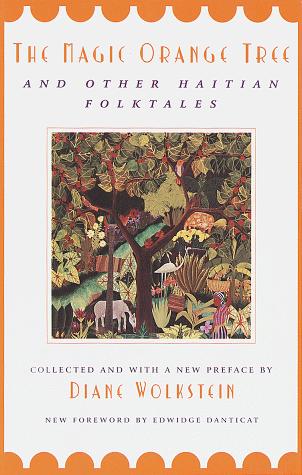 THE MAGIC ORANGE TREE
AND OTHER HAITIAN
FOLKTALES
COLLECTED AND WITH A NEW PREFACE BY
DIANE WOLKSTEIN
NEW FOREWORD BY EDWIDGE DANTICAT